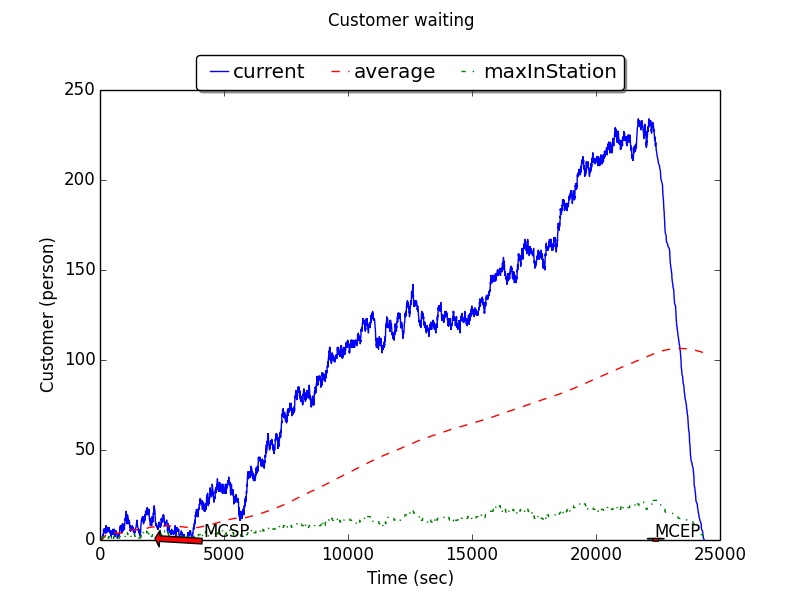 Customer waiting
current average maxInStation
250
200
150
100
50
0
Customer (person)
MCSP MCEP
0 5000 10000 15000 20000 25000
Time (sec)